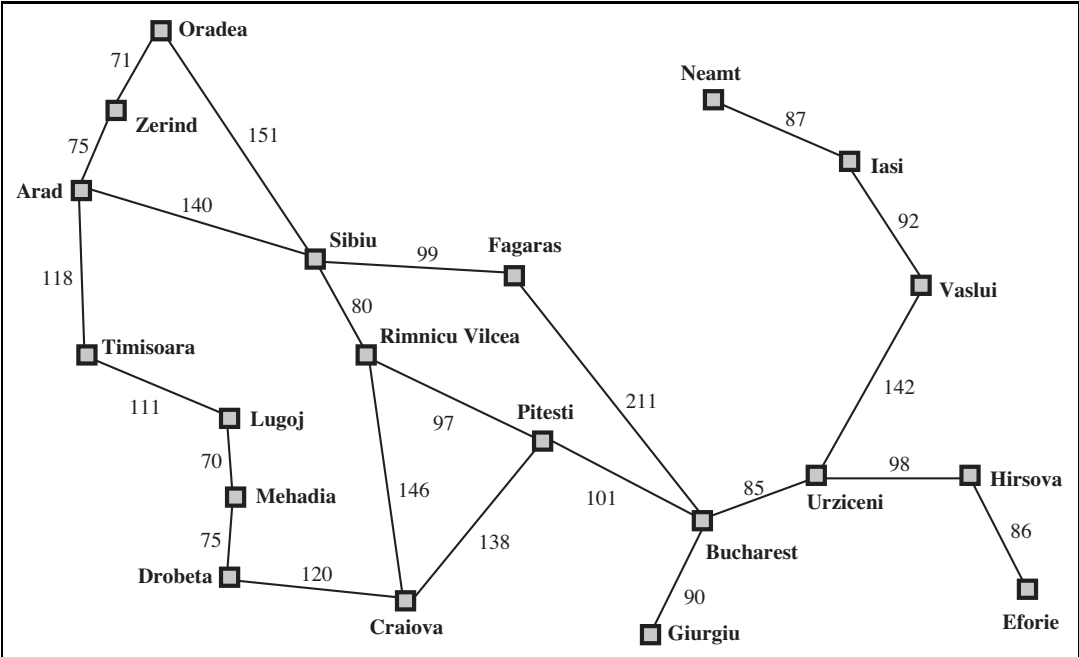 Oradea
71
Neamt
87
Zerind
151
75
Iasi
Arad
140
92
Sibiu
Fagaras
99
118
Vaslui
80
Rimnicu Vilcea
Timisoara
142
111
211
Pitesti
Lugoj
97
70
98
Hirsova
146
85
Mehadia
101
Urziceni
86
75
138
Bucharest
Drobeta
120
90
Craiova
Giurgiu
Eforie